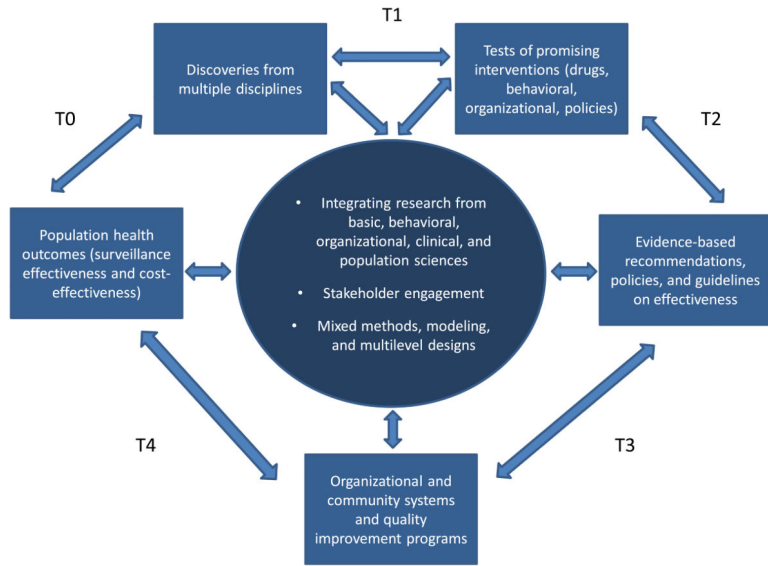 T1
Discoveries from
multiple disciplines
Tests of promising
interventions (drugs,
behavioral,
organizational, policies)
T0
T2
• Integrating research from
basic, behavioral,
organizational, clinical, and
population sciences
• Stakeholder engagement
• Mixed methods, modeling,
and multilevel designs
Population health
outcomes (surveillance
effectiveness and cost-
effectiveness)
Evidence-based
recommendations,
policies, and guidelines
on effectiveness
T4
T3
Organizational and
community systems
and quality
improvement programs